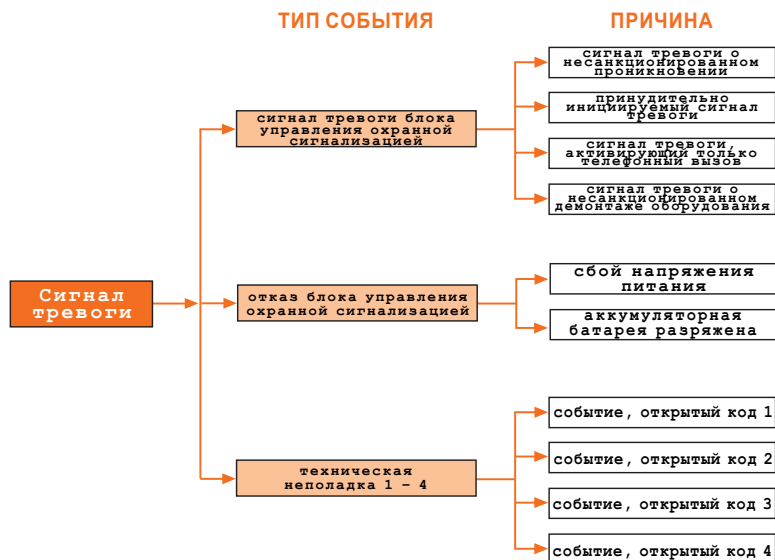 ТИП СОБЫТИЯ
ПРИЧИНА
Сигнал
тревоги
сигнал тревоги блока
управления охранной
сигнализацией
сигнал тревоги о
несанкционированном
проникновении
принудительно
инициируемый сигнал
тревоги
сигнал тревоги,
активирующий только
телефонный вызов
сигнал тревоги о
несанкционированном
демонтаже оборудования
отказ блока управления
охранной сигнализацией
сбой напряжения
питания
аккумуляторная
батарея разряжена
техническая
неполадка 1 – 4
событие, открытый код 1
событие, открытый код 2
событие, открытый код 3
событие, открытый код 4